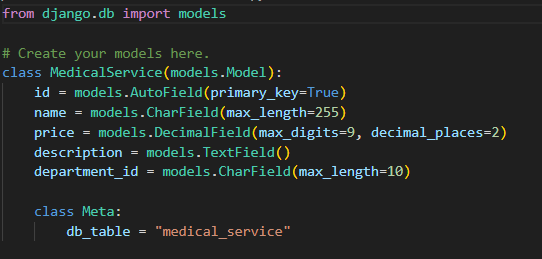 from django.db import models
# Create your models here.
class MedicalService(models.Model):
    id = models.AutoField(primary_key=True)
    name = models.CharField(max_length=255)
    price = models.DecimalField(max_digits=9, decimal_places=2)
    description = models.TextField()
    department_id = models.CharField(max_length=10)
    class Meta:
        db_table = "medical_service"